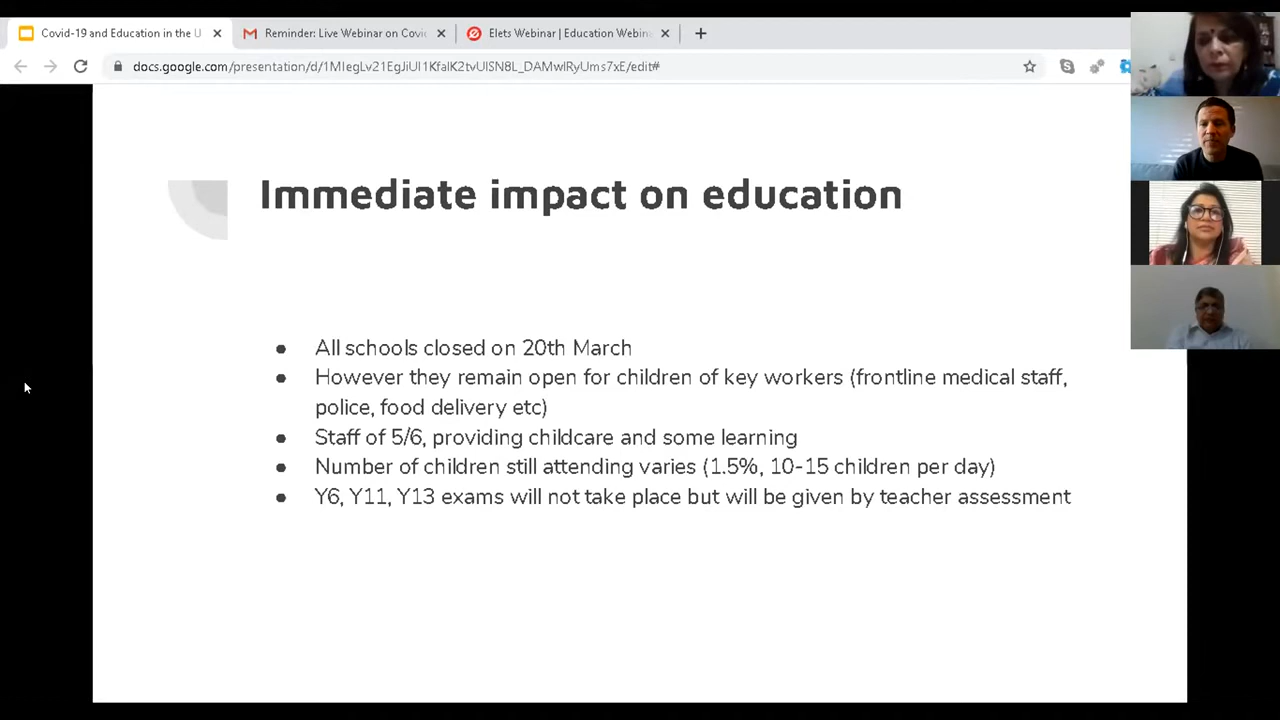 Covid-19 and Education in the U
Reminder: Live Webinar on Covi
Elets Webinar | Education Webin
docs.google.com/presentation/d/1MIegLv21EgJiUI1KfaIK2tvUISN8L_DAMwIRyUms7xE/edit#
Immediate impact on education
● All schools closed on 20th March
● However they remain open for children of key workers (frontline medical staff,
police, food delivery etc)
● Staff of 5/6, providing childcare and some learning
● Number of children still attending varies (1.5%, 10-15 children per day)
● Y6, Y11, Y13 exams will not take place but will be given by teacher assessment